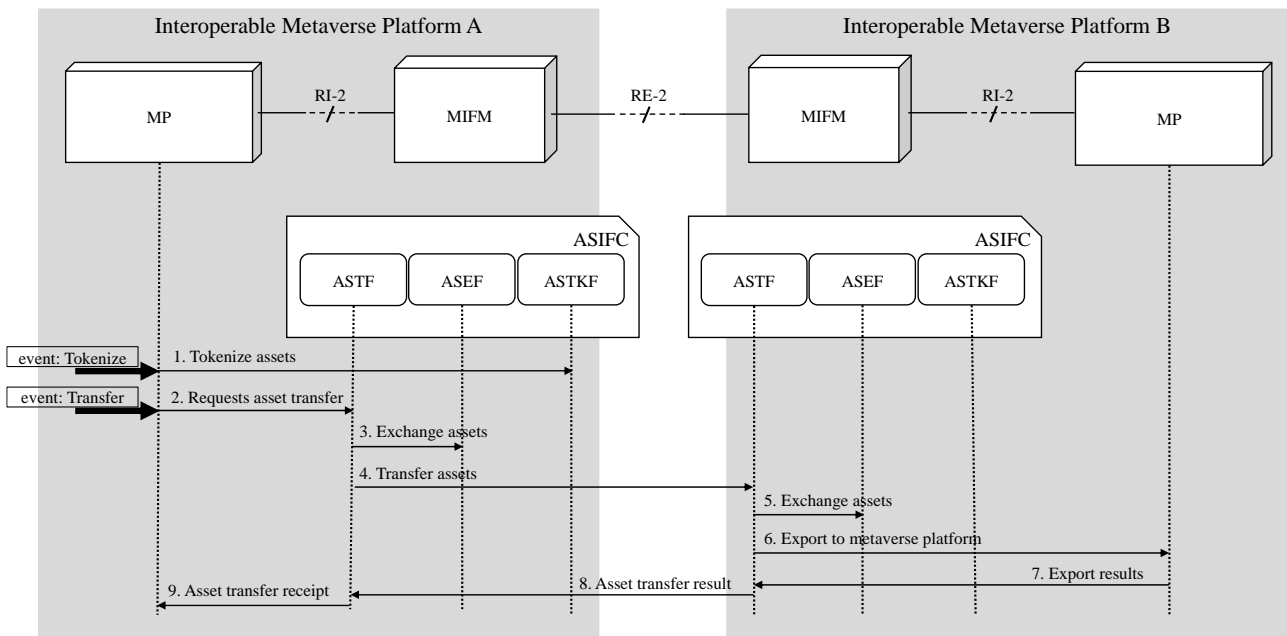 Interoperable Metaverse Platform A
Interoperable Metaverse Platform B
MP
RI-2
MIFM
RE-2
MIFM
RI-2
MP
ASIFC
ASTF
ASEF
ASTKF
ASIFC
ASTF
ASEF
ASTKF
event: Tokenize
1. Tokenize assets
event: Transfer
2. Requests asset transfer
3. Exchange assets
4. Transfer assets
5. Exchange assets
6. Export to metaverse platform
7. Export results
8. Asset transfer result
9. Asset transfer receipt